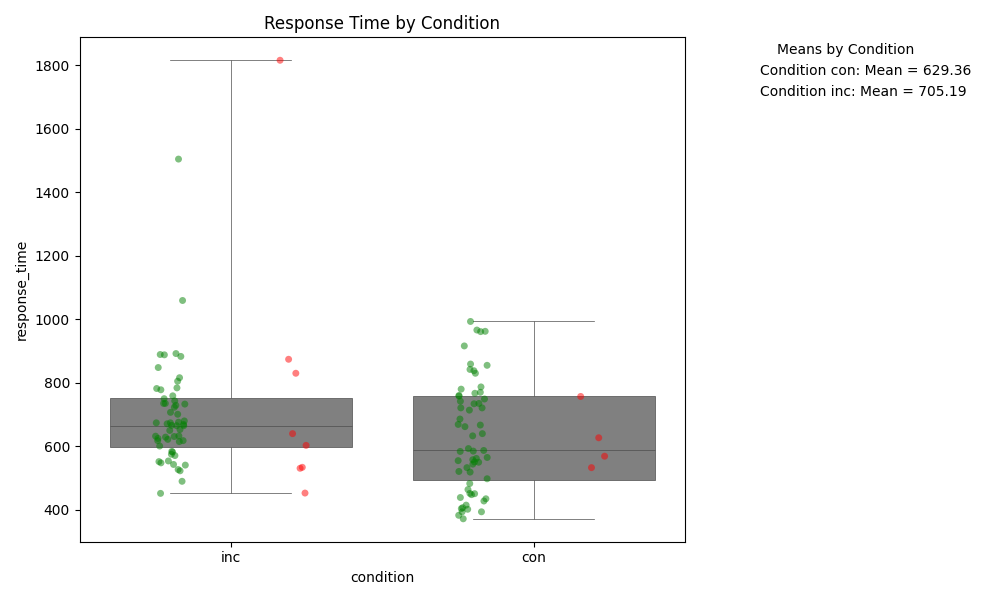 Response Time by Condition
Means by Condition
Condition con: Mean = 629.36
Condition inc: Mean = 705.19
1800
1600
1400
1200
1000
800
600
400
response_time
inc
con
condition